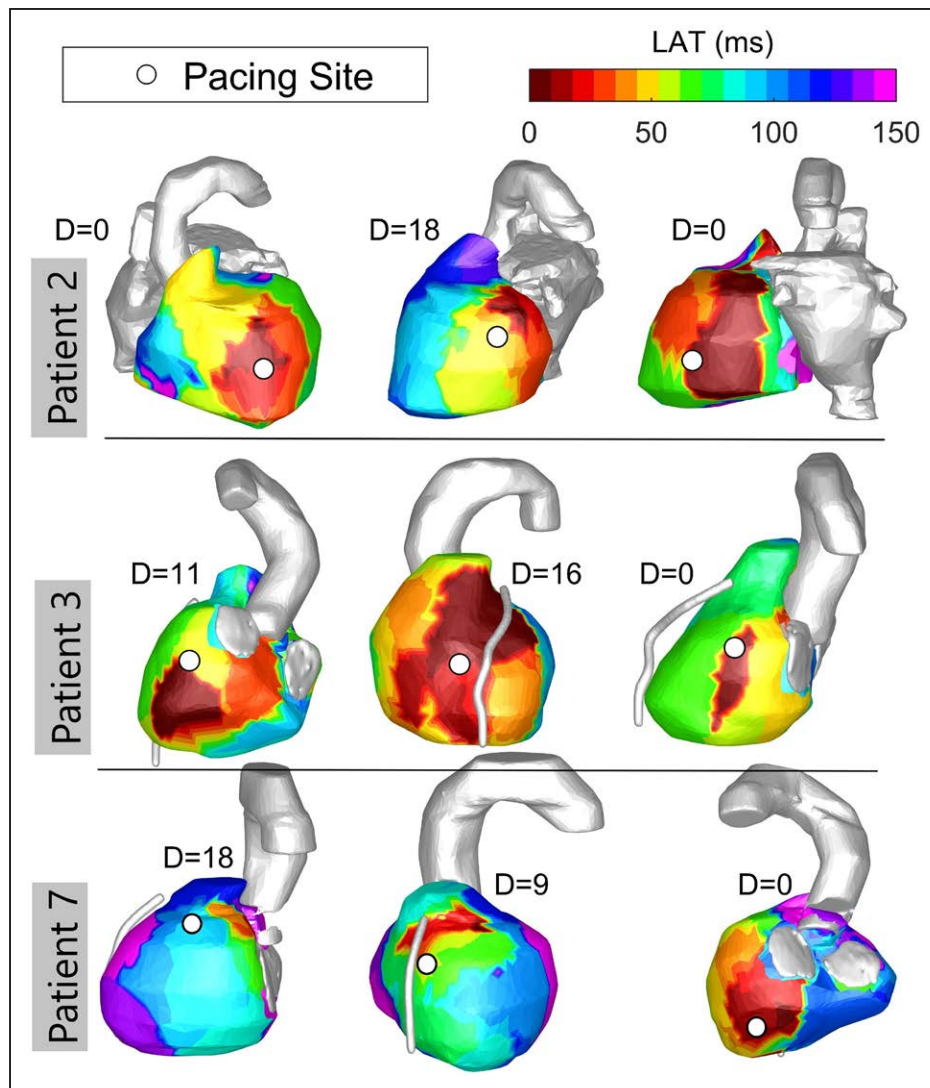 LAT (ms)
Pacing Site
0 50 100 150
D=0 D=18 D=0
Patient 2
D=11 D=16 D=0
Patient 3
D=18 D=9 D=0
Patient 7